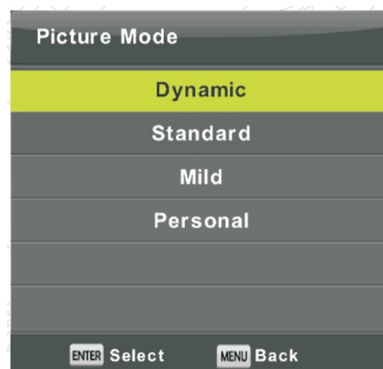 Picture Mode
Dynamic
Standard
Mild
Personal
ENTER Select MENU Back